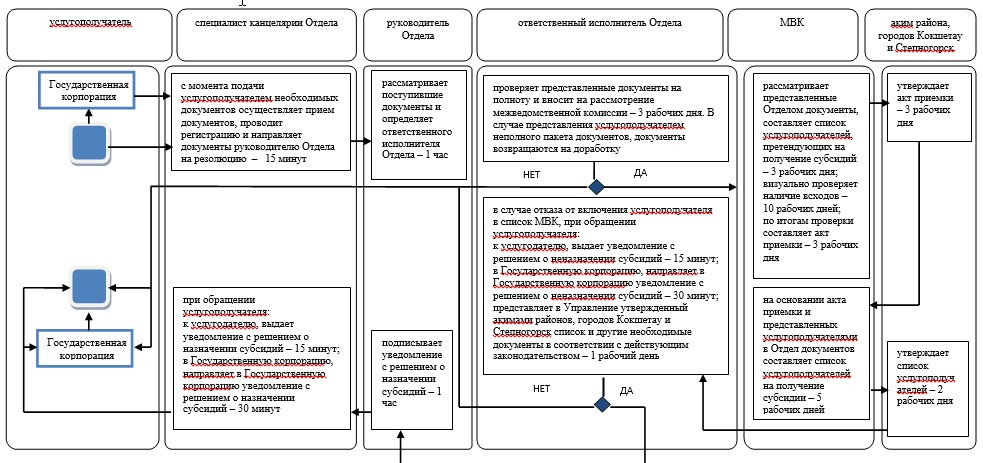 услугополучатель
специалист канцелярии Отдела
руководитель
Отдела
ответственный исполнитель Отдела
МВК
аким района,
городов Кокшетау
и Степногорск
Государственная
корпорация
с момента подачи
услугополучателем необходимых
документов осуществляет прием
документов, проводит
регистрацию и направляет
документы руководителю Отдела
на резолюцию – 15 минут
рассматривает
поступившие
документы и
определяет
ответственного
исполнителя
Отдела – 1 час
проверяет представленные документы на
полноту и вносит на рассмотрение
межведомственной комиссии – 3 рабочих дня. В
случае представления услугополучателем
неполного пакета документов, документы
возвращаются на доработку
НЕТ
ДА
рассматривает
представленные
Отделом документы,
составляет список
услугополучателей,
претендующих на
получение субсидий
– 3 рабочих дня;
визуально проверяет
наличие всходов –
10 рабочих дней;
по итогам проверки
составляет акт
приемки – 3 рабочих
дня
утверждает
акт приемки
– 3 рабочих
дня
в случае отказа от включения услугополучателя
в список МВК, при обращении
услугополучателя:
к услугодателю, выдает уведомление с
решением о неназначении субсидий – 15 минут;
в Государственную корпорацию, направляет в
Государственную корпорацию уведомление с
решением о неназначении субсидий – 30 минут;
представляет в Управление утвержденный
акимами районов, городов Кокшетау и
Степногорск список и другие необходимые
документы в соответствии с действующим
законодательством – 1 рабочий день
НЕТ
ДА
Государственная
корпорация
при обращении
услугополучателя:
к услугодателю, выдает
уведомление с решением о
назначении субсидий – 15 минут;
в Государственную корпорацию,
направляет в Государственную
корпорацию уведомление с
решением о назначении
субсидий – 30 минут
подписывает
уведомление
с решением о
назначении
субсидий – 1
час
на основании акта
приемки и
представленных
услугополучателями
в Отдел документов
составляет список
услугополучателей
на получение
субсидии – 5
рабочих дней
утверждает
список
услугополуч
ателей – 2
рабочих дня